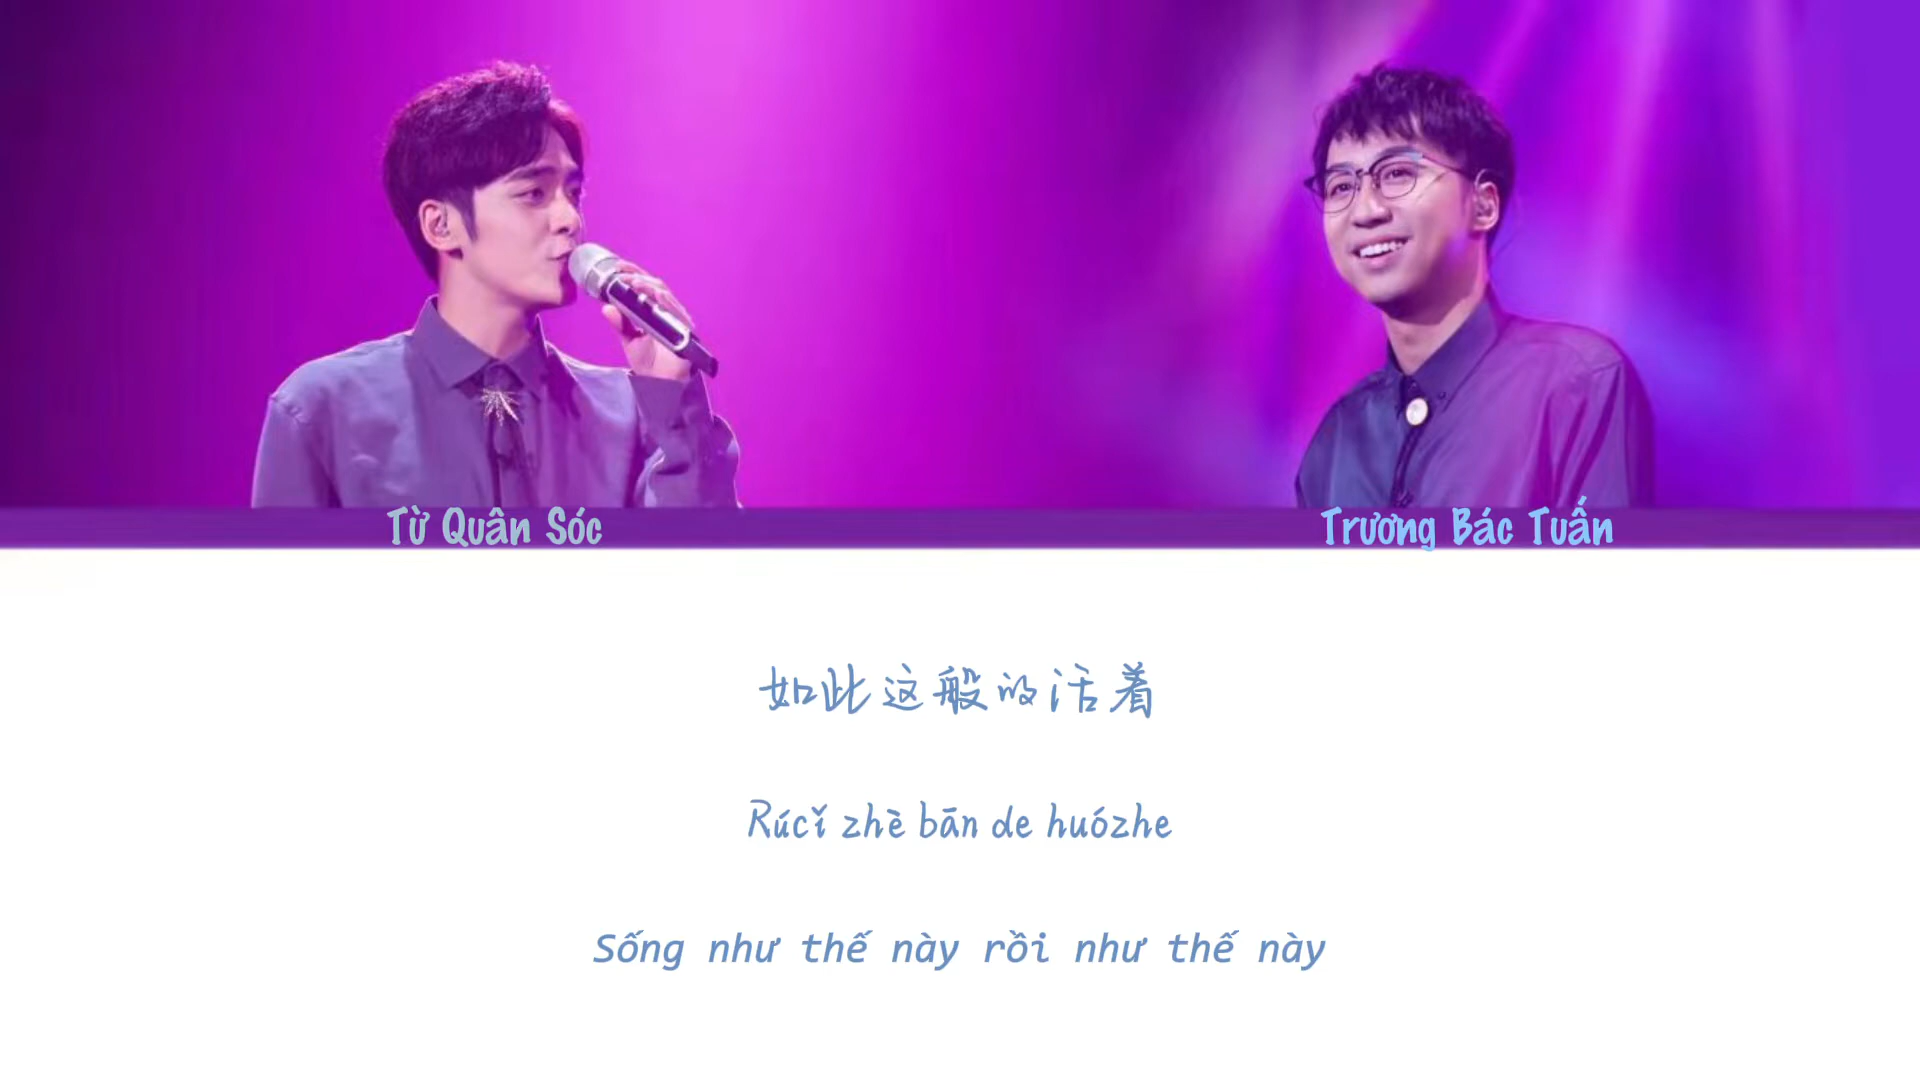 Từ Quân Sóc
Trương Bác Tuấn
如此这般的活着
Rúcǐ zhè bān de huózhe
Sống như thế này rồi như thế này